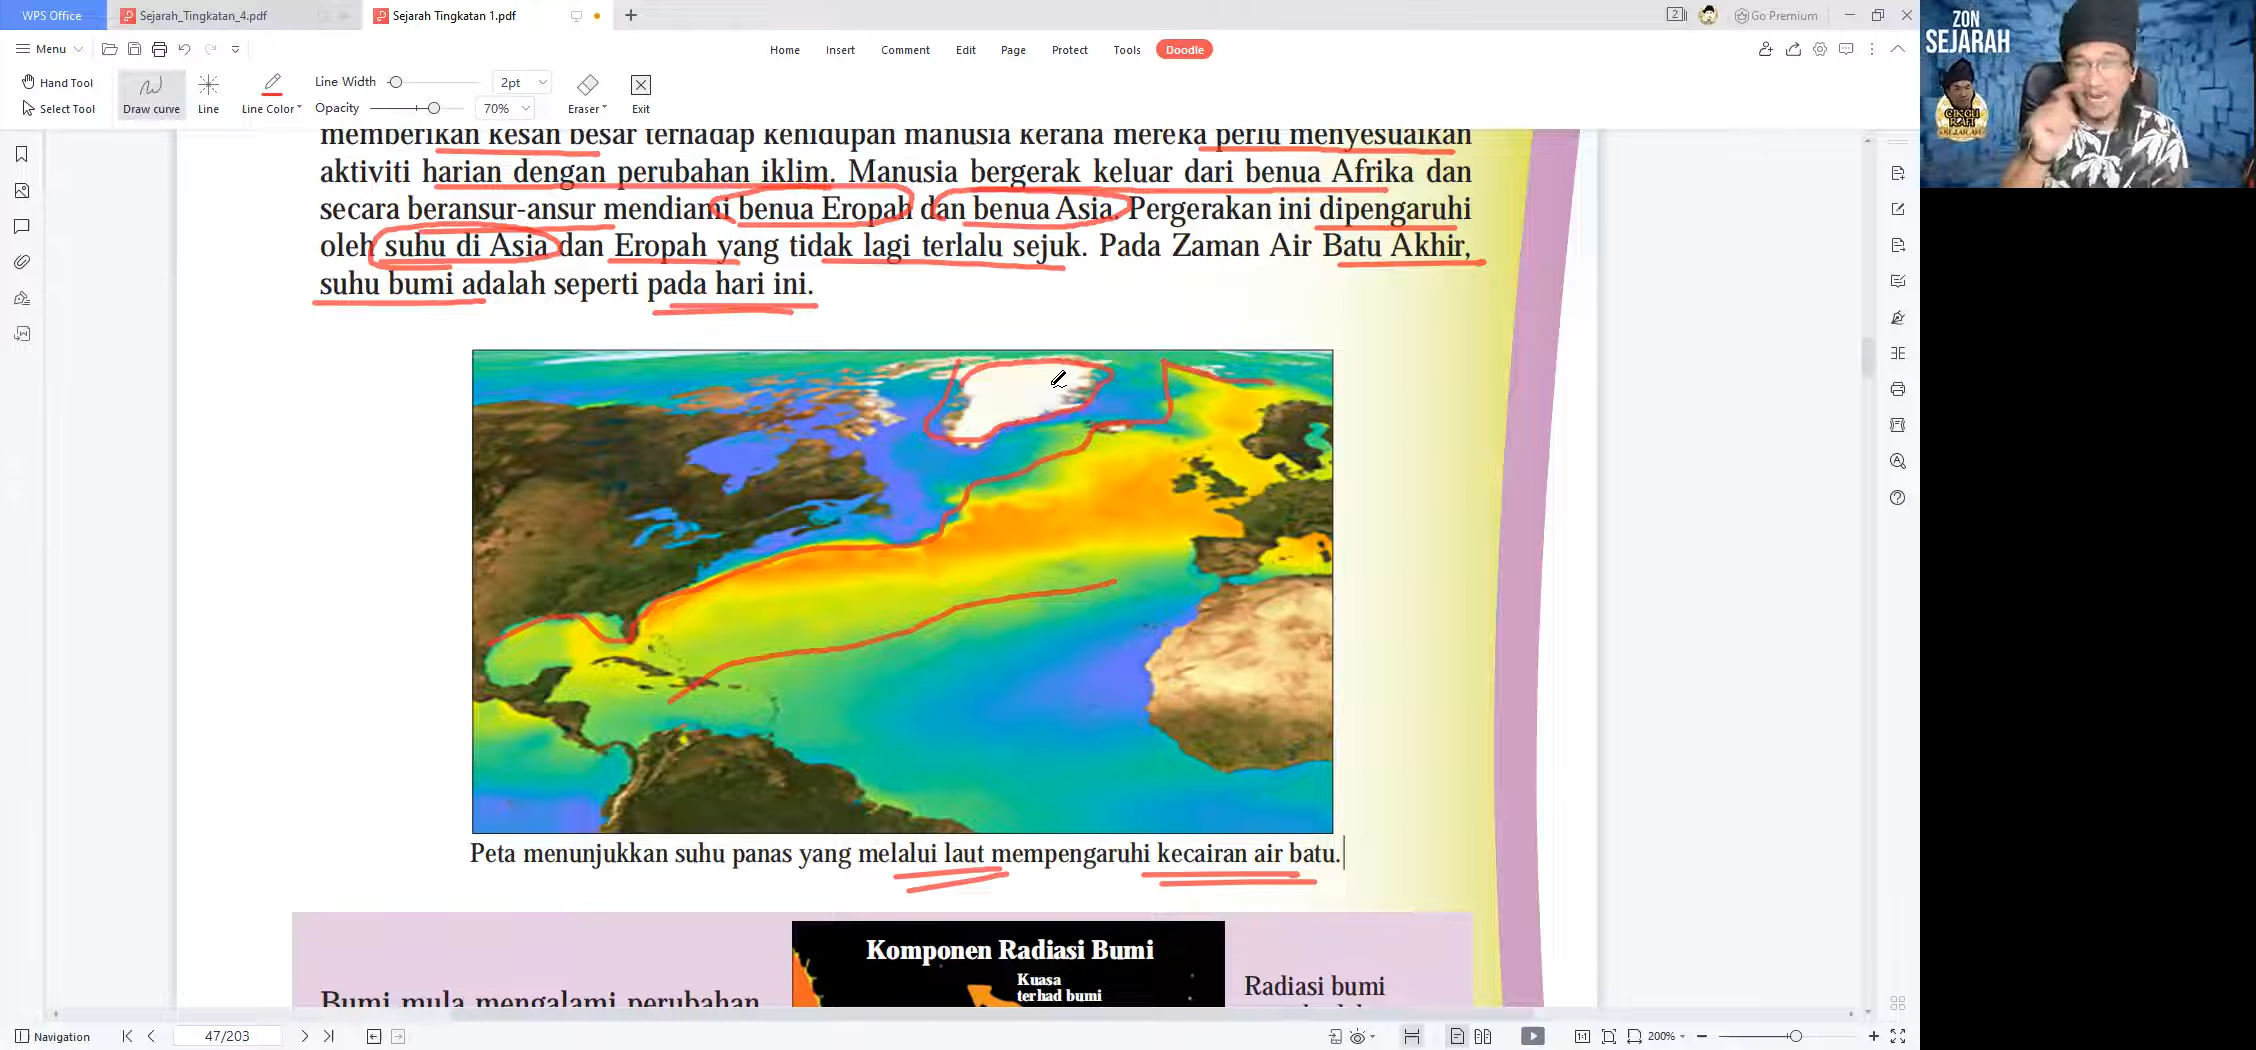 WPS Office
Sejarah_Tingkatan_4.pdf
Sejarah Tingkatan 1.pdf
2
Go Premium
Menu
Home
Insert
Comment
Edit
Page
Protect
Tools
Doodle
Hand Tool
Select Tool
Draw curve
Line
Line Color
Line Width
2pt
Opacity
70%
Eraser
Exit
memberikan kesan besar terhadap kehidupan manusia kerana mereka perlu menyesuaikan
aktiviti harian dengan perubahan iklim. Manusia bergerak keluar dari benua Afrika dan
secara beransur-ansur mendiami benua Eropah dan benua Asia. Pergerakan ini dipengaruhi
oleh suhu di Asia dan Eropah yang tidak lagi terlalu sejuk. Pada Zaman Air Batu Akhir,
suhu bumi adalah seperti pada hari ini.
Peta menunjukkan suhu panas yang melalui laut mempengaruhi kecairan air batu.
Komponen Radiasi Bumi
Kuasa
terhad bumi
Bumi mula mengalami perubahan
Radiasi bumi
Navigation
47/203
200%
ZON
SEJARAH
CIKGU
RAFI
SEJARAH